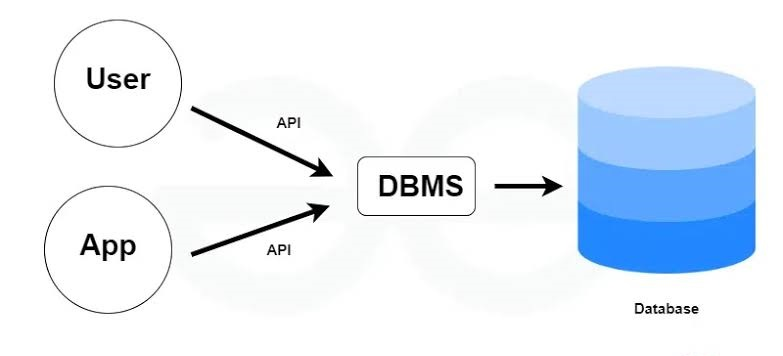 User
API
DBMS
App
API
Database